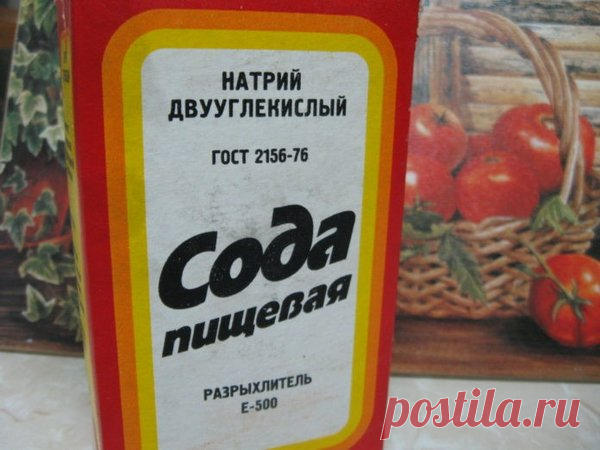 НАТРИЙ
ДВУУГЛЕКИСЛЫЙ
ГОСТ 2156-76
Сода
пищевая
РАЗРЫХЛИТЕЛЬ
Е-500
postila.ru